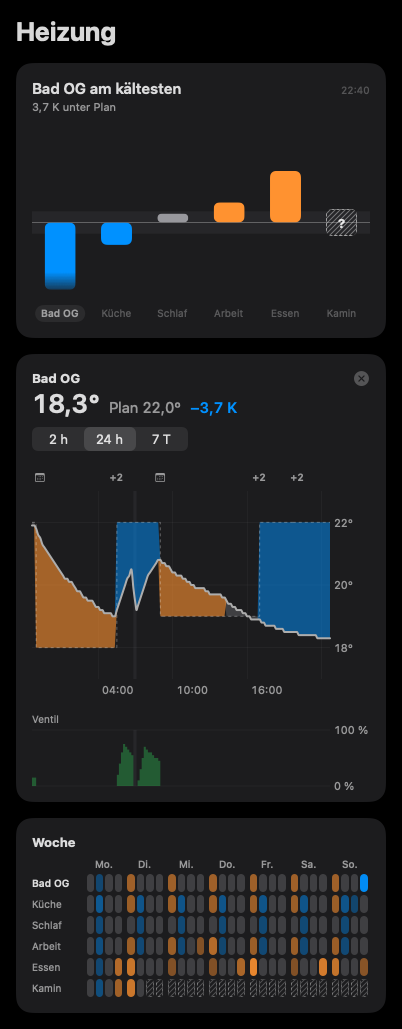 Heizung
Bad OG am kältesten 22:40
3,7 K unter Plan
?
Bad OG Küche Schlaf Arbeit Essen Kamin
Bad OG
18,3° Plan 22,0° −3,7 K
2 h 24 h 7 T
+2 +2 +2
22°
20°
18°
04:00 10:00 16:00
Ventil
100 %
0 %
Woche
Mo. Di. Mi. Do. Fr. Sa. So.
Bad OG
Küche
Schlaf
Arbeit
Essen
Kamin